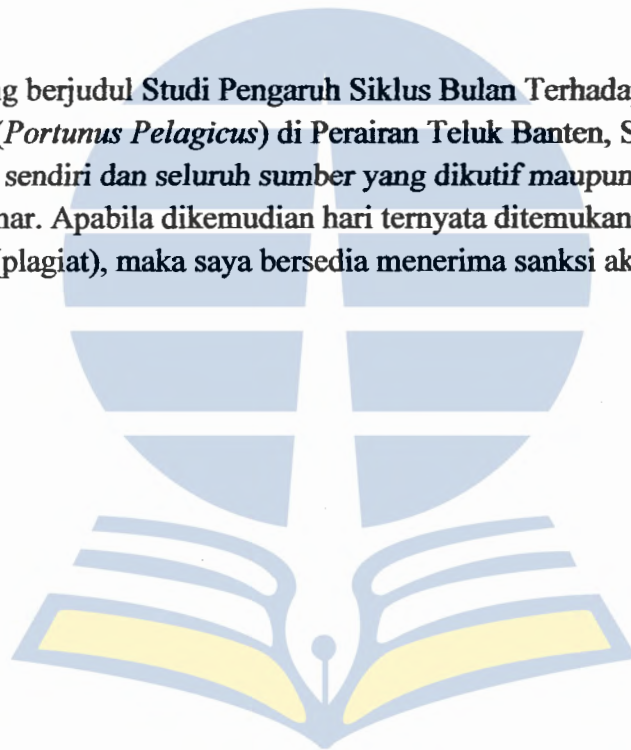 g berjudul Studi Pengaruh Siklus Bulan Terhada
(Portunus Pelagicus) di Perairan Teluk Banten, S
sendiri dan seluruh sumber yang dikutif maupun
nar. Apabila dikemudian hari ternyata ditemukan
(plagiat), maka saya bersedia menerima sanksi ak